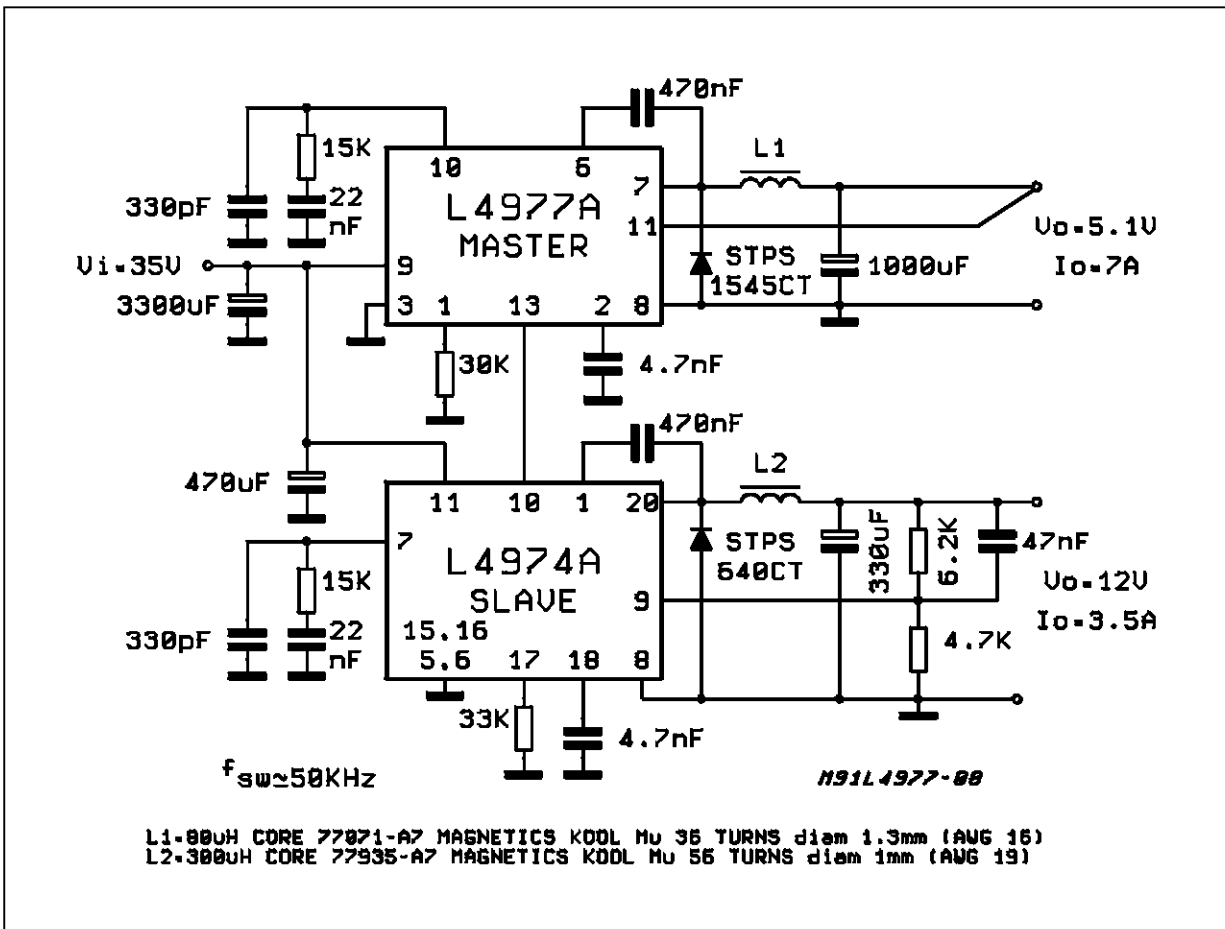 470nF
15K
L1
10
6
7
330pF
22
nF
L4977A
MASTER
11
Vo=5.1V
Vi=35V
9
STPS
1545CT
1000uF
Io=7A
3300uF
3
1
13
2
8
30K
4.7nF
470nF
L2
470uF
11
10
1
20
7
STPS
640CT
330uF
6.2K
47nF
15K
L4974A
SLAVE
9
Vo=12V
Io=3.5A
330pF
22
nF
15.16
5.6
17
18
8
4.7K
33K
4.7nF
fsw≃50KHz
M91L4977-08
L1=80uH CORE 77071-A7 MAGNETICS KOOL Mu 36 TURNS diam 1.3mm (AWG 16)
L2=300uH CORE 77935-A7 MAGNETICS KOOL Mu 56 TURNS diam 1mm (AWG 19)